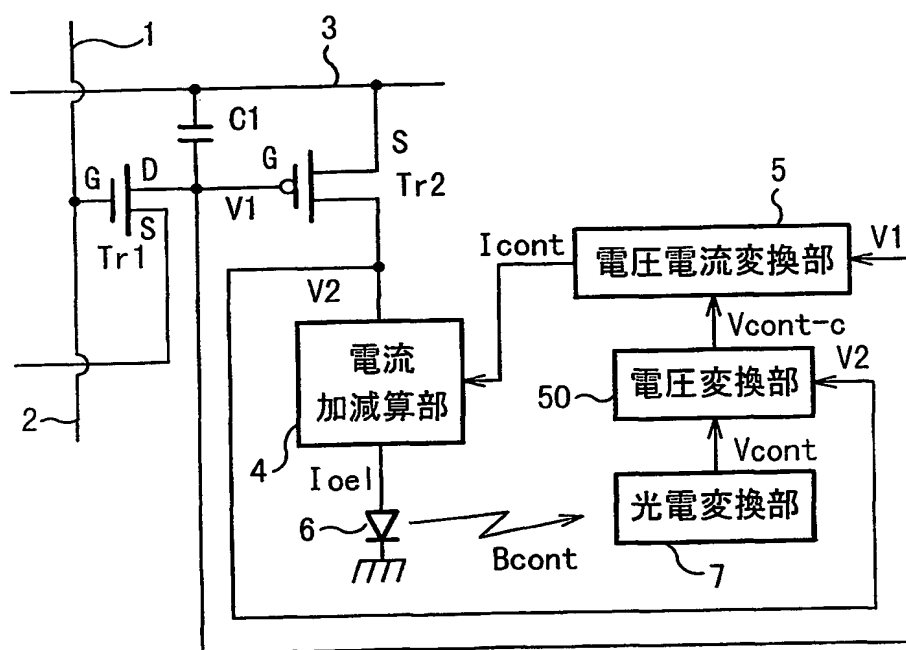 1
3
C1
G
D
S
Tr1
V1
G
S
Tr2
5
Icont
電圧電流変換部
V1
V2
Vcont-c
V2
電流
加減算部
4
2
50
電圧変換部
Vcont
Ioel
6
Bcont
光電変換部
7